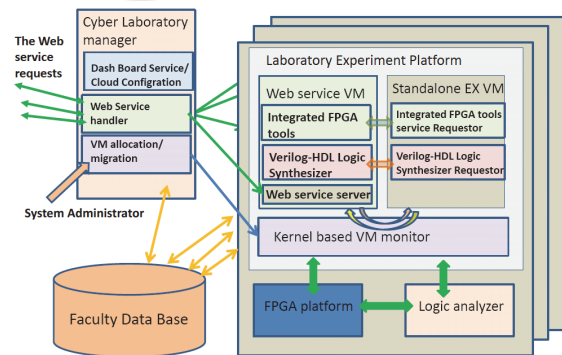 Cyber Laboratory
manager
The Web
service
requests
Dash Board Service/
Cloud Configration
Web Service
handler
VM allocation/
migration
System Administrator
Faculty Data Base
Laboratory Experiment Platform
Web service VM
Integrated FPGA
tools
Verilog-HDL Logic
Synthesizer
Web service server
Standalone EX VM
Integrated FPGA tools
service Requestor
Verilog-HDL Logic
Synthesizer Requestor
Kernel based VM monitor
FPGA platform
Logic analyzer